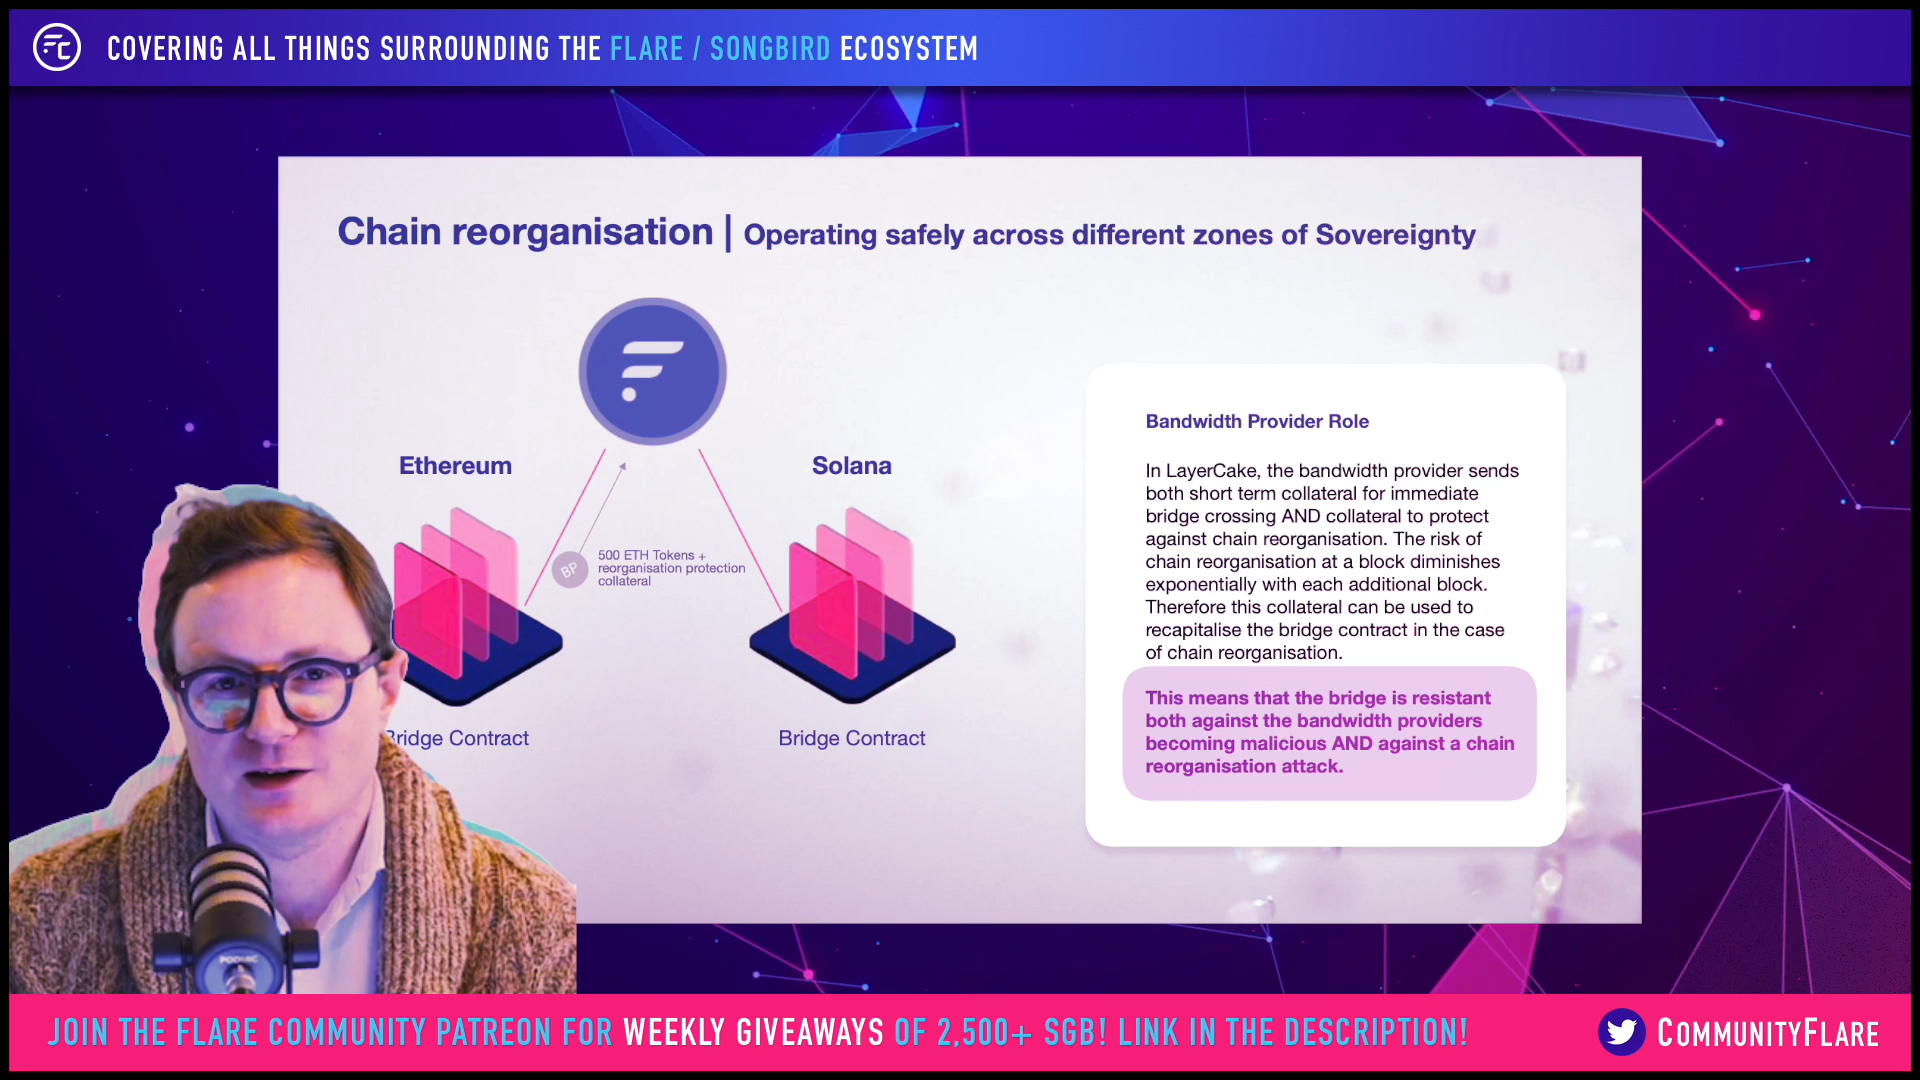 FC COVERING ALL THINGS SURROUNDING THE FLARE / SONGBIRD ECOSYSTEM
Chain reorganisation | Operating safely across different zones of Sovereignty
Ethereum
Solana
BP
500 ETH Tokens +
reorganisation protection
collateral
Bridge Contract
Bridge Contract
Bandwidth Provider Role
In LayerCake, the bandwidth provider sends
both short term collateral for immediate
bridge crossing AND collateral to protect
against chain reorganisation. The risk of
chain reorganisation at a block diminishes
exponentially with each additional block.
Therefore this collateral can be used to
recapitalise the bridge contract in the case
of chain reorganisation.
This means that the bridge is resistant
both against the bandwidth providers
becoming malicious AND against a chain
reorganisation attack.
PODMIC
JOIN THE FLARE COMMUNITY PATREON FOR WEEKLY GIVEAWAYS OF 2,500+ SGB! LINK IN THE DESCRIPTION!
COMMUNITYFLARE